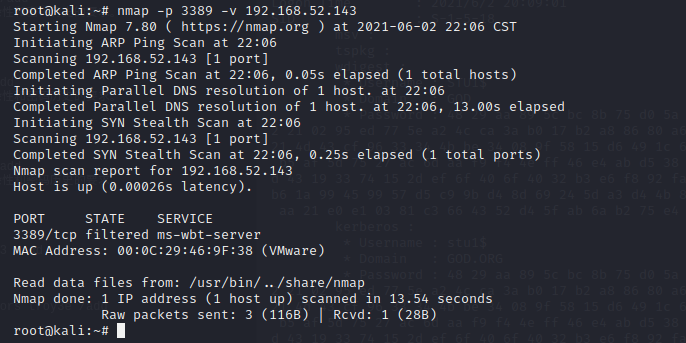 root@kali:~# nmap -p 3389 -v 192.168.52.143
Starting Nmap 7.80 ( https://nmap.org ) at 2021-06-02 22:06 CST
Initiating ARP Ping Scan at 22:06
Scanning 192.168.52.143 [1 port]
Completed ARP Ping Scan at 22:06, 0.05s elapsed (1 total hosts)
Initiating Parallel DNS resolution of 1 host. at 22:06
Completed Parallel DNS resolution of 1 host. at 22:06, 13.00s elapsed
Initiating SYN Stealth Scan at 22:06
Scanning 192.168.52.143 [1 port]
Completed SYN Stealth Scan at 22:06, 0.25s elapsed (1 total ports)
Nmap scan report for 192.168.52.143
Host is up (0.00026s latency).
PORT     STATE    SERVICE
3389/tcp filtered ms-wbt-server
MAC Address: 00:0C:29:46:9F:38 (VMware)
kerberos :
* Username : stu1$
* Domain : GOD.ORG
Read data files from: /usr/bin/../share/nmap
Nmap done: 1 IP address (1 host up) scanned in 13.54 seconds
Raw packets sent: 3 (116B) | Rcvd: 1 (28B)
root@kali:~#